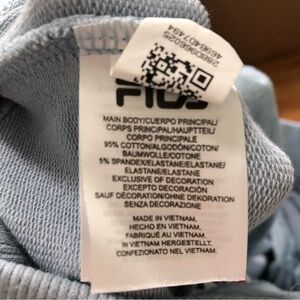 FILA
MAIN BODY/CUERPO PRINCIPAL/
CORPS PRINCIPAL/HAUPTTEIL/
CORPO PRINCIPALE
95% COTTON/ALGODÓN/COTON/
BAUMWOLLE/COTONE
5% SPANDEX/ELASTANE/ELASTANE/
ELASTANE/ELASTANE
EXCLUSIVE OF DECORATION
EXCEPTO DECORACIÓN
SAUF DÉCORATION/OHNE DEKORATION
SENZA DECORAZIONE
MADE IN VIETNAM.
HECHO EN VIETNAM.
FABRIQUÉ AU VIETNAM.
IN VIETNAM HERGESTELLT.
CONFEZIONATO NEL VIETNAM.